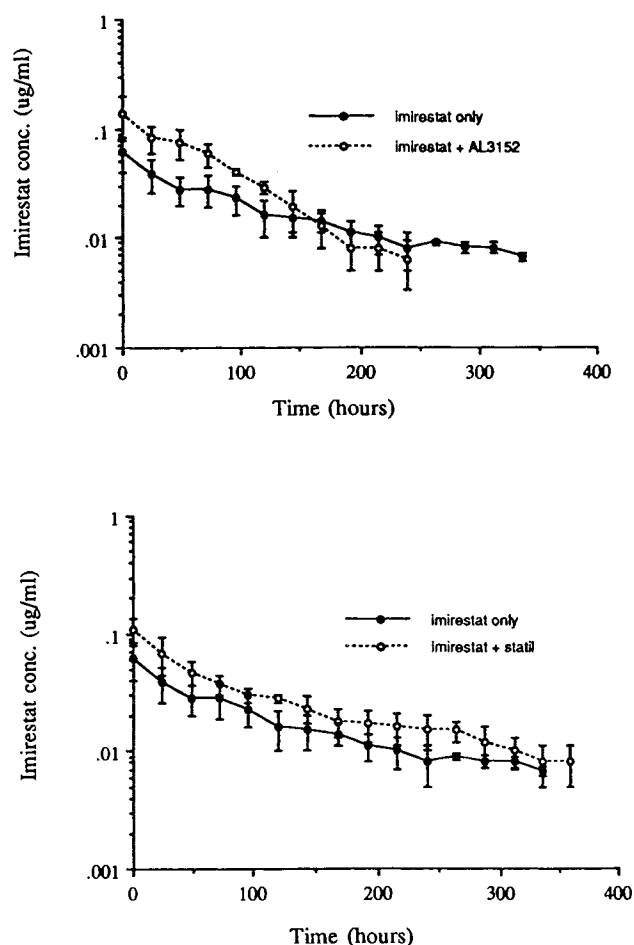 1
.1
.01
.001
Imirestat conc. (ug/ml)
imirestat only
imirestat + AL3152
0 100 200 300 400
Time (hours)
1
.1
.01
.001
Imirestat conc. (ug/ml)
imirestat only
imirestat + statil
0 100 200 300 400
Time (hours)